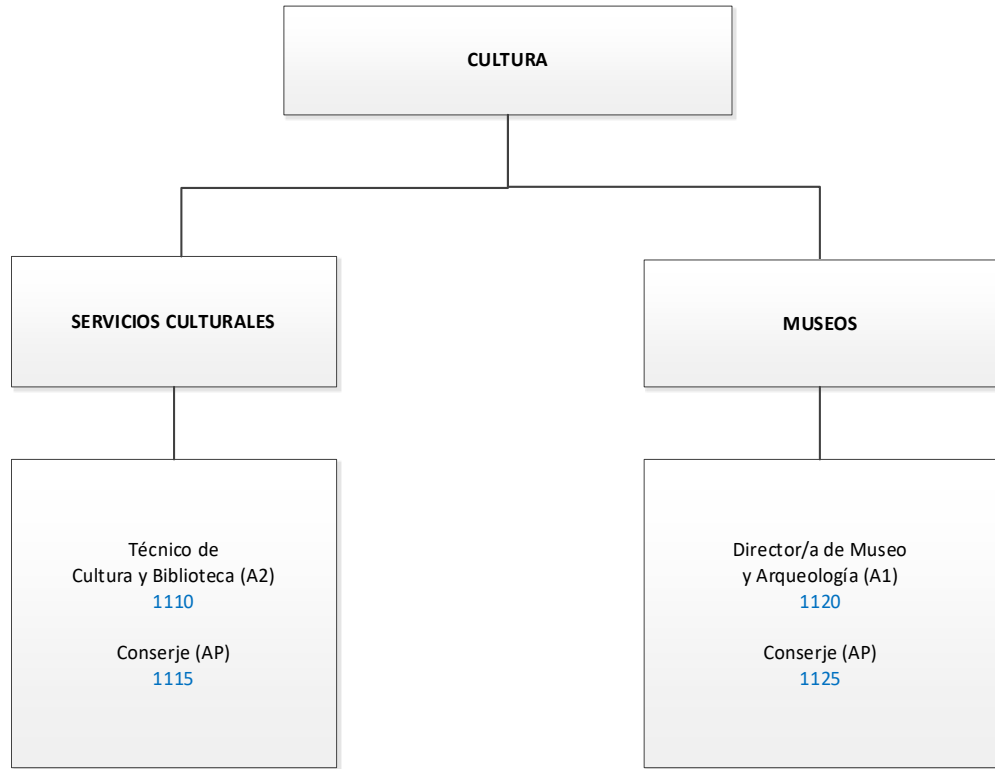 CULTURA
SERVICIOS CULTURALES
MUSEOS
Técnico de
Cultura y Biblioteca (A2)
1110
Conserje (AP)
1115
Director/a de Museo
y Arqueología (A1)
1120
Conserje (AP)
1125